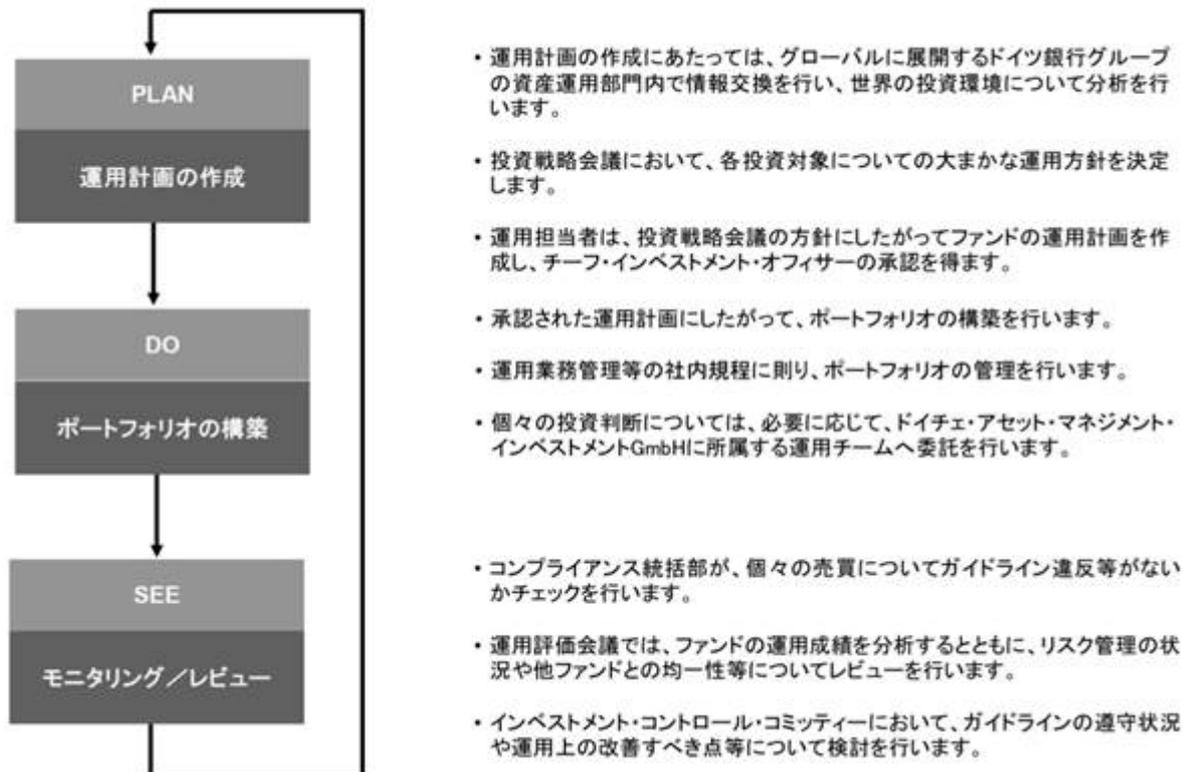 PLAN
運用計画の作成
・運用計画の作成にあたっては、グローバルに展開するドイツ銀行グループ
の資産運用部門内で情報交換を行い、世界の投資環境について分析を行
います。
・投資戦略会議において、各投資対象についての大まかな運用方針を決定
します。
・運用担当者は、投資戦略会議の方針にしたがってファンドの運用計画を作
成し、チーフ・インベストメント・オフィサーの承認を得ます。
DO
ポートフォリオの構築
・承認された運用計画にしたがって、ポートフォリオの構築を行います。
・運用業務管理等の社内規程に則り、ポートフォリオの管理を行います。
・個々の投資判断については、必要に応じて、ドイチェ・アセット・マネジメント・
インベストメントGmbHに所属する運用チームへ委託を行います。
SEE
モニタリング／レビュー
・コンプライアンス統括部が、個々の売買についてガイドライン違反等がない
かチェックを行います。
・運用評価会議では、ファンドの運用成績を分析するとともに、リスク管理の状
況や他ファンドとの均一性等についてレビューを行います。
・インベストメント・コントロール・コミッティーにおいて、ガイドラインの遵守状況
や運用上の改善すべき点等について検討を行います。